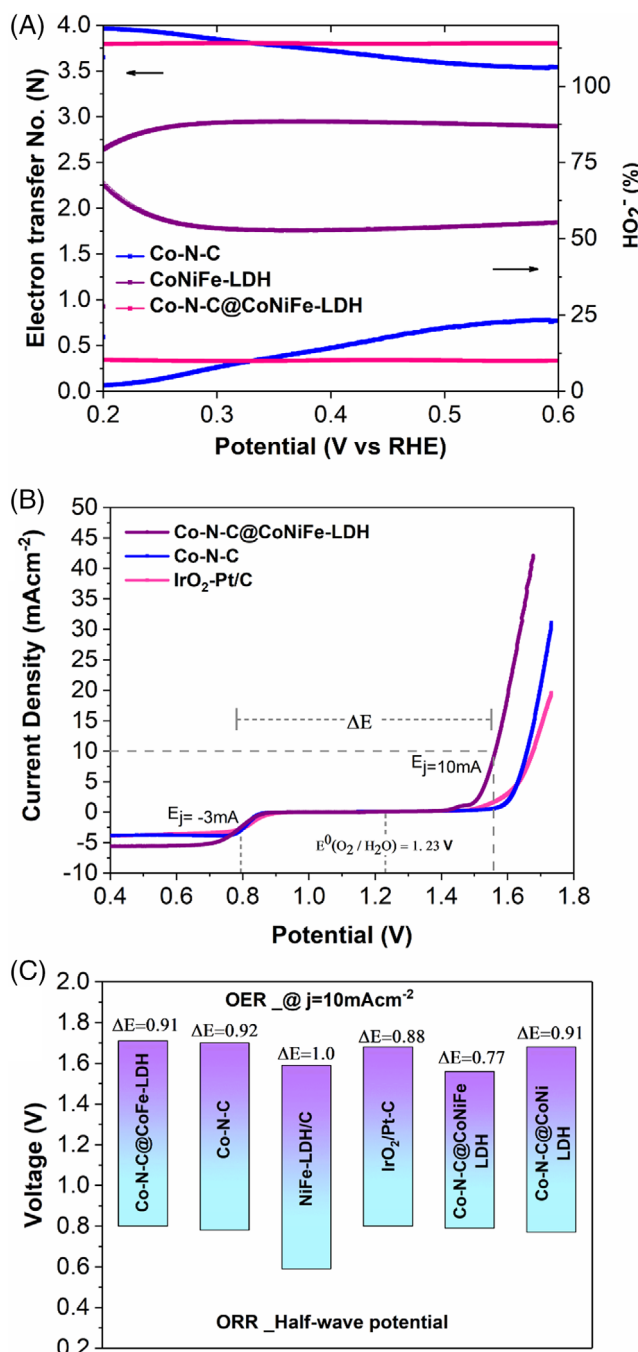 (A)
Electron transfer No. (N)
4.0
3.5
3.0
2.5
2.0
1.5
1.0
0.5
0.0
Co-N-C
CoNiFe-LDH
Co-N-C@CoNiFe-LDH
100
75
50
25
0
HO2- (%)
0.2 0.3 0.4 0.5 0.6
Potential (V vs RHE)
(B)
Current Density (mAcm-2)
50
45
40
35
30
25
20
15
10
5
0
-5
-10
Co-N-C@CoNiFe-LDH
Co-N-C
IrO2-Pt/C
ΔE
Ej=10mA
Ej= -3mA
E0(O2 / H2O) = 1. 23 V
0.4 0.6 0.8 1.0 1.2 1.4 1.6 1.8
Potential (V)
(C)
Voltage (V)
2.0
1.8
1.6
1.4
1.2
1.0
0.8
0.6
0.4
0.2
OER _@ j=10mAcm-2
ΔE=0.91
ΔE=0.92
ΔE=1.0
ΔE=0.88
ΔE=0.77
ΔE=0.91
Co-N-C@CoFe-LDH
Co-N-C
NiFe-LDH/C
IrO2/Pt-C
Co-N-C@CoNiFe
LDH
Co-N-C@CoNi
LDH
ORR _Half-wave potential